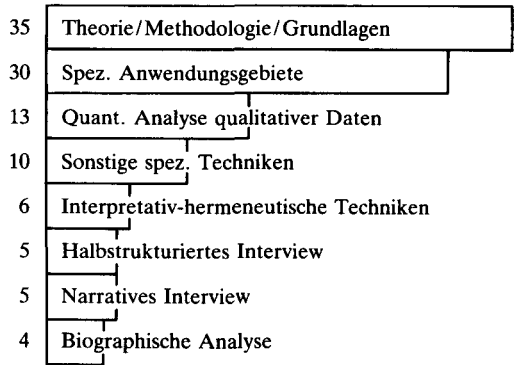 35 Theorie/Methodologie/Grundlagen
30 Spez. Anwendungsgebiete
13 Quant. Analyse qualitativer Daten
10 Sonstige spez. Techniken
6 Interpretativ-hermeneutische Techniken
5 Halbstrukturiertes Interview
5 Narratives Interview
4 Biographische Analyse